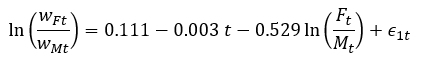 ln(w_Ft/w_Mt) = 0.111 − 0.003 t − 0.529 ln(F_t/M_t) + ϵ_1t